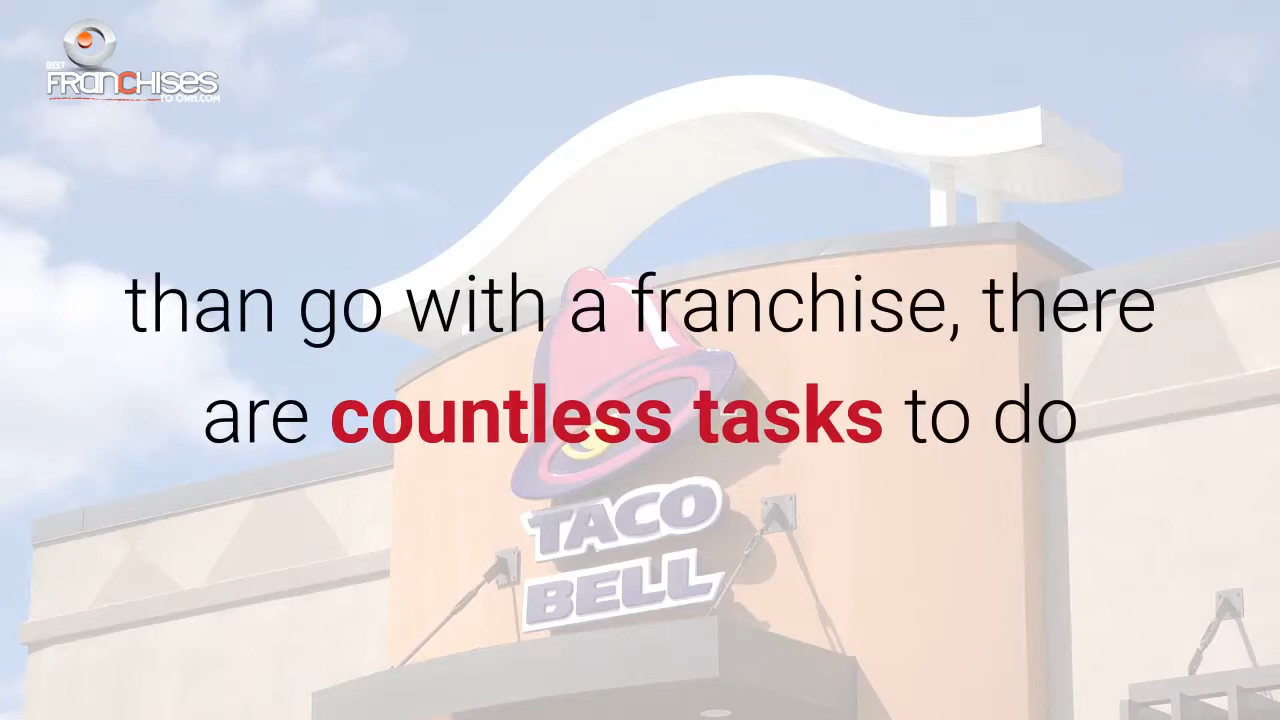 BEST
FRANCHISES
TO OWN.COM
than go with a franchise, there
are countless tasks to do
TACO
BELL